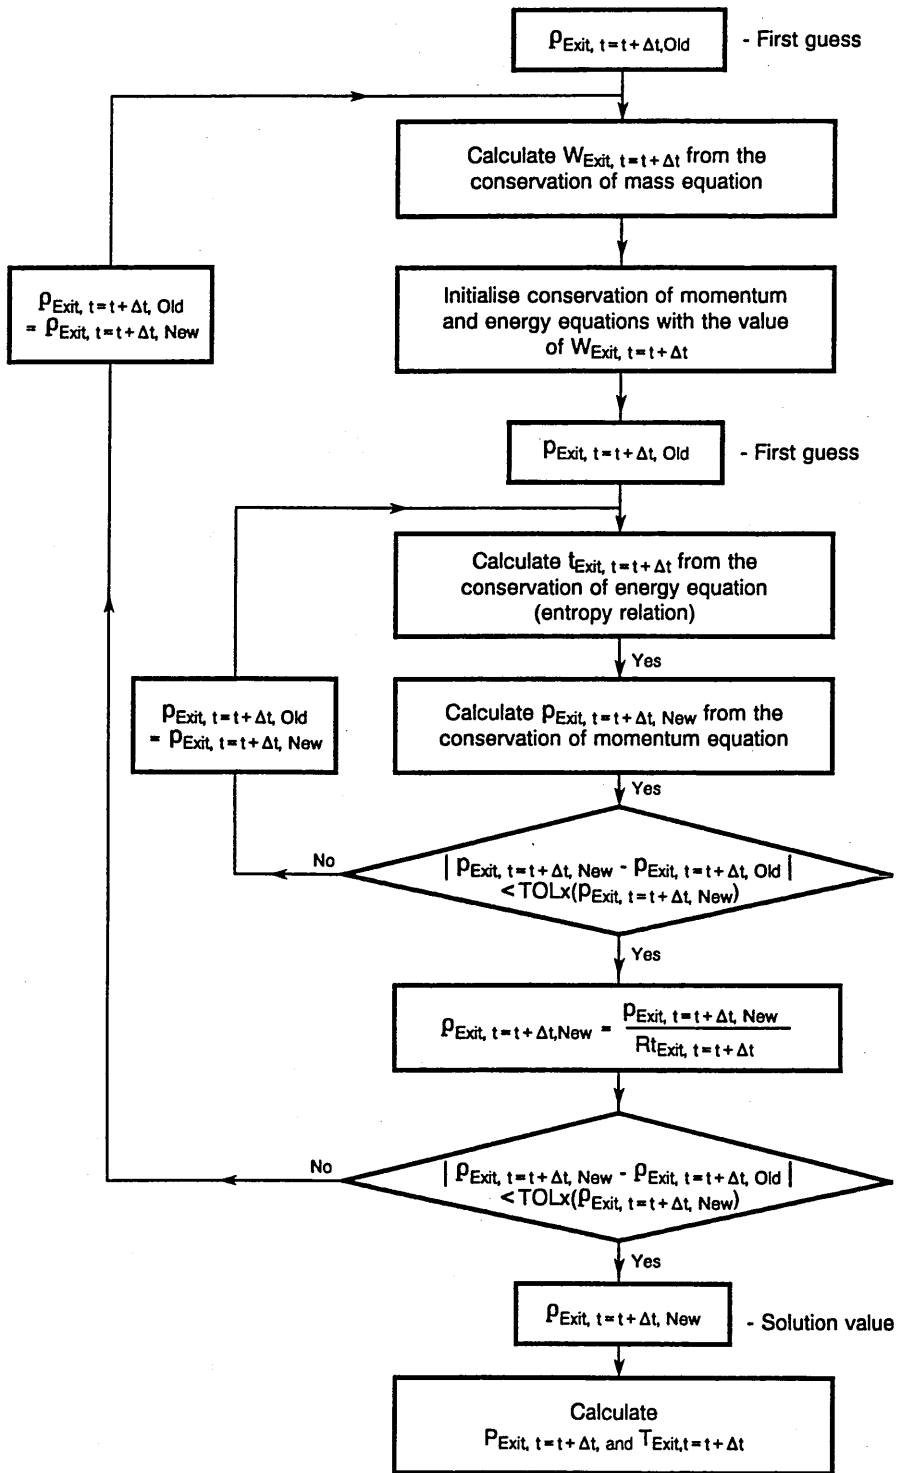 ρExit, t=t+Δt,Old - First guess
Calculate WExit, t=t+Δt from the
conservation of mass equation
ρExit, t=t+Δt, Old
= ρExit, t=t+Δt, New
Initialise conservation of momentum
and energy equations with the value
of WExit, t=t+Δt
pExit, t=t+Δt, Old - First guess
Calculate tExit, t=t+Δt from the
conservation of energy equation
(entropy relation)
Yes
pExit, t=t+Δt, Old
= pExit, t=t+Δt, New
Calculate pExit, t=t+Δt, New from the
conservation of momentum equation
Yes
No
| pExit, t=t+Δt, New - pExit, t=t+Δt, Old |
<TOLx(pExit, t=t+Δt, New)
Yes
ρExit, t=t+Δt,New = pExit, t=t+Δt, New
RtExit, t=t+Δt
No
| ρExit, t=t+Δt, New - ρExit, t=t+Δt, Old |
<TOLx(ρExit, t=t+Δt, New)
Yes
ρExit, t=t+Δt, New - Solution value
Calculate
PExit, t=t+Δt, and TExit,t=t+Δt